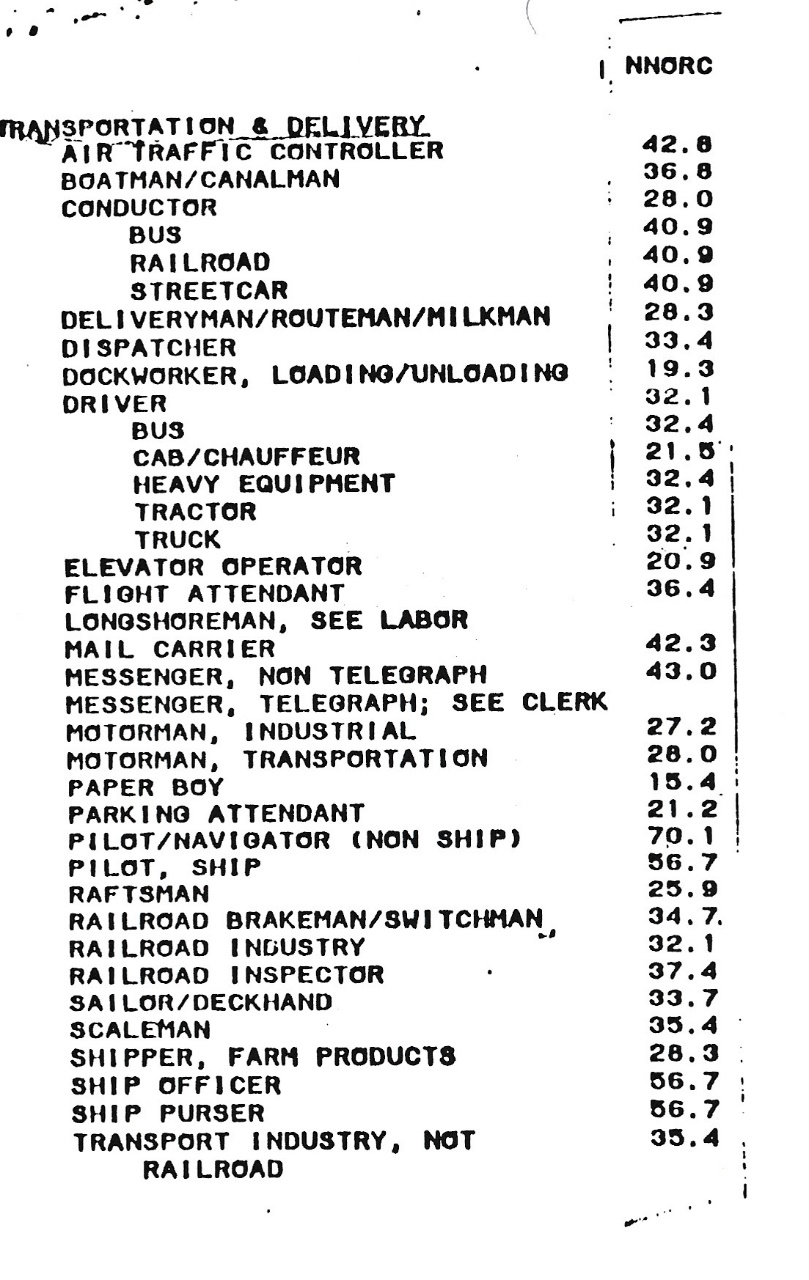 NNORC
TRANSPORTATION & DELIVERY
AIR TRAFFIC CONTROLLER 42.8
BOATMAN/CANALMAN 36.8
CONDUCTOR 28.0
BUS 40.9
RAILROAD 40.9
STREETCAR 40.9
DELIVERYMAN/ROUTEMAN/MILKMAN 28.3
DISPATCHER 33.4
DOCKWORKER, LOADING/UNLOADING 19.3
DRIVER 32.1
BUS 32.4
CAB/CHAUFFEUR 21.5
HEAVY EQUIPMENT 32.4
TRACTOR 32.1
TRUCK 32.1
ELEVATOR OPERATOR 20.9
FLIGHT ATTENDANT 36.4
LONGSHOREMAN, SEE LABOR
MAIL CARRIER 42.3
MESSENGER, NON TELEGRAPH 43.0
MESSENGER, TELEGRAPH; SEE CLERK
MOTORMAN, INDUSTRIAL 27.2
MOTORMAN, TRANSPORTATION 28.0
PAPER BOY 15.4
PARKING ATTENDANT 21.2
PILOT/NAVIGATOR (NON SHIP) 70.1
PILOT, SHIP 56.7
RAFTSMAN 25.9
RAILROAD BRAKEMAN/SWITCHMAN 34.7
RAILROAD INDUSTRY 32.1
RAILROAD INSPECTOR 37.4
SAILOR/DECKHAND 33.7
SCALEMAN 35.4
SHIPPER, FARM PRODUCTS 28.3
SHIP OFFICER 56.7
SHIP PURSER 56.7
TRANSPORT INDUSTRY, NOT 35.4
RAILROAD